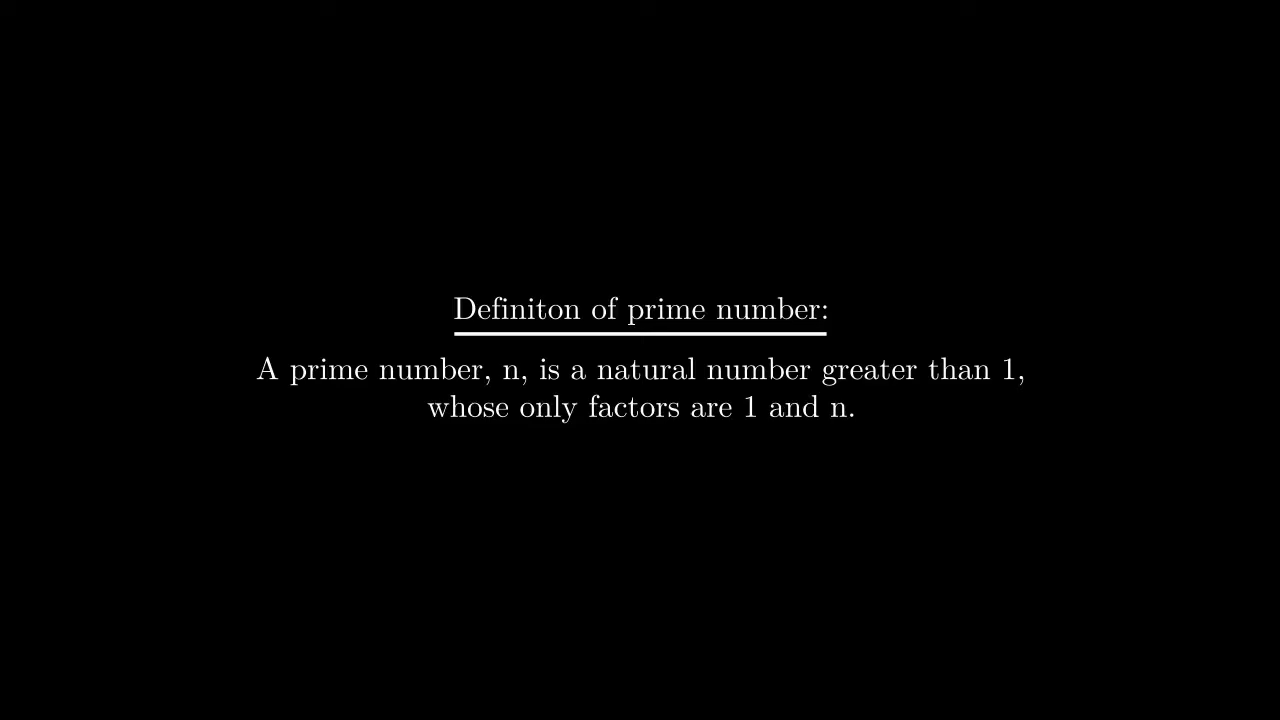 Definiton of prime number:
A prime number, n, is a natural number greater than 1,
whose only factors are 1 and n.